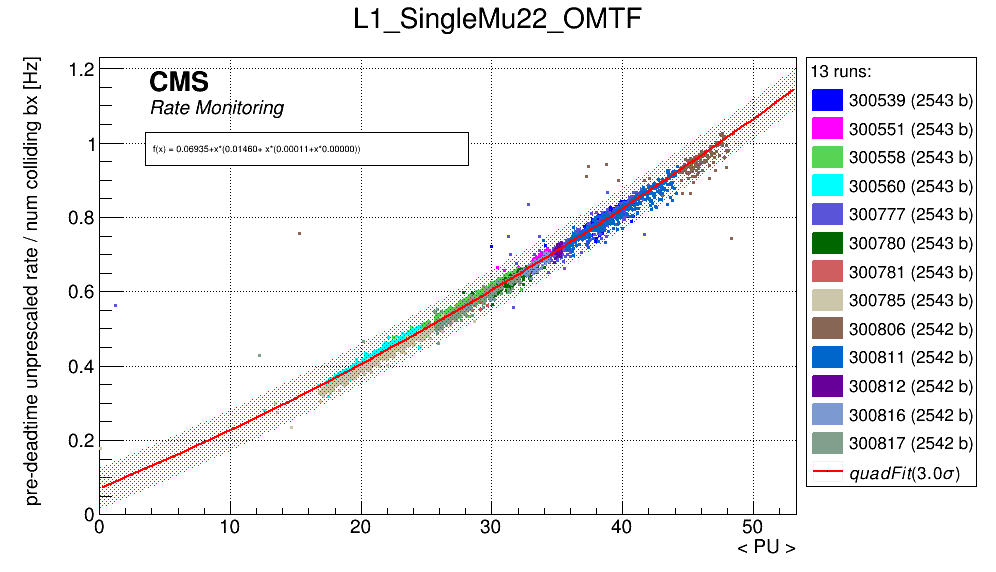 L1_SingleMu22_OMTF
pre-deadtime unprescaled rate / num colliding bx [Hz]
1.2
1
0.8
0.6
0.4
0.2
0
CMS
Rate Monitoring
f(x) = 0.06935+x*(0.01460+ x*(0.00011+x*0.00000))
0 10 20 30 40 50
< PU >
13 runs:
300539 (2543 b)
300551 (2543 b)
300558 (2543 b)
300560 (2543 b)
300777 (2543 b)
300780 (2543 b)
300781 (2543 b)
300785 (2543 b)
300806 (2542 b)
300811 (2542 b)
300812 (2542 b)
300816 (2542 b)
300817 (2542 b)
quadFit(3.0σ)